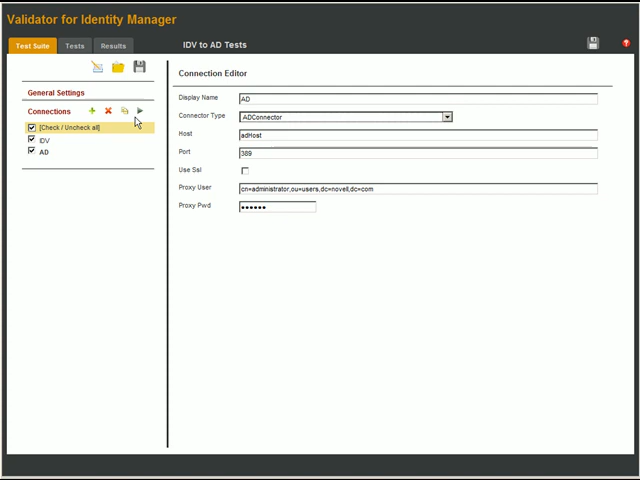 Validator for Identity Manager
Test Suite
Tests
Results
IDV to AD Tests
General Settings
Connections
[Check / Uncheck all]
IDV
AD
Connection Editor
Display Name
AD
Connector Type
ADConnector
Host
adHost
Port
389
Use Ssl
Proxy User
cn=administrator,ou=users,dc=novell,dc=com
Proxy Pwd
••••••